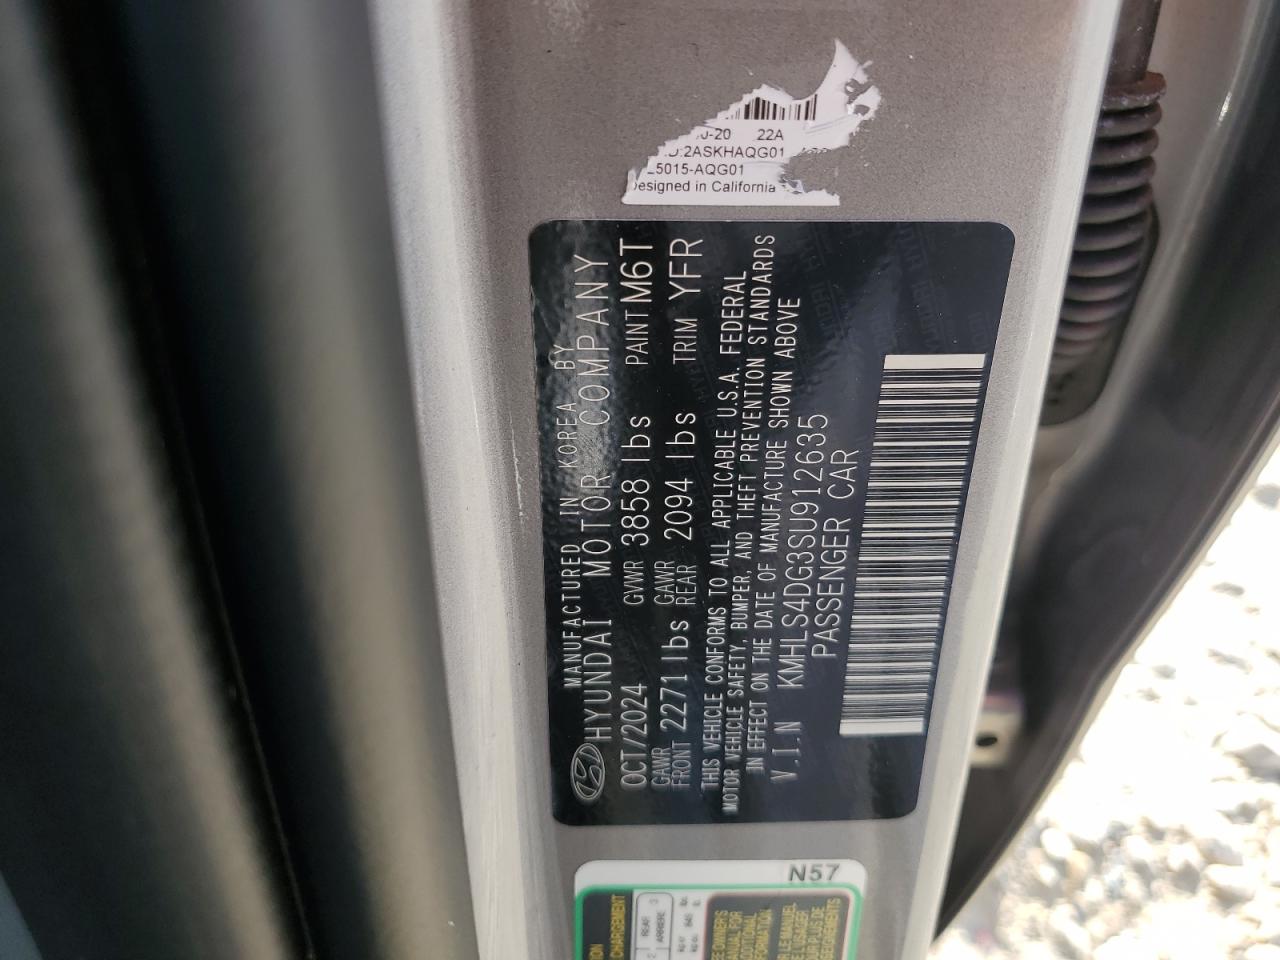 22A
2ASKHAQG01
5015-AQG01
Designed in California
MANUFACTURED IN KOREA BY
HYUNDAI MOTOR COMPANY
OCT/2024 GVWR 3858 lbs PAINT M6T
GAWR FRONT 2271 lbs GAWR REAR 2094 lbs TRIM YFR
THIS VEHICLE CONFORMS TO ALL APPLICABLE U.S.A. FEDERAL
MOTOR VEHICLE SAFETY, BUMPER, AND THEFT PREVENTION STANDARDS
IN EFFECT ON THE DATE OF MANUFACTURE SHOWN ABOVE
V.I.N KMHLS4DG3SU912635
PASSENGER CAR
N57
CHARGEMENT
REAR
ARRIERE